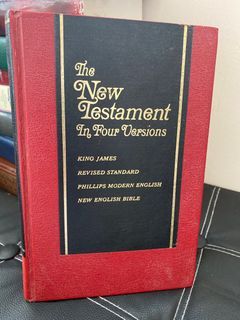 The
New
Testament
In Four Versions
KING JAMES
REVISED STANDARD
PHILLIPS MODERN ENGLISH
NEW ENGLISH BIBLE